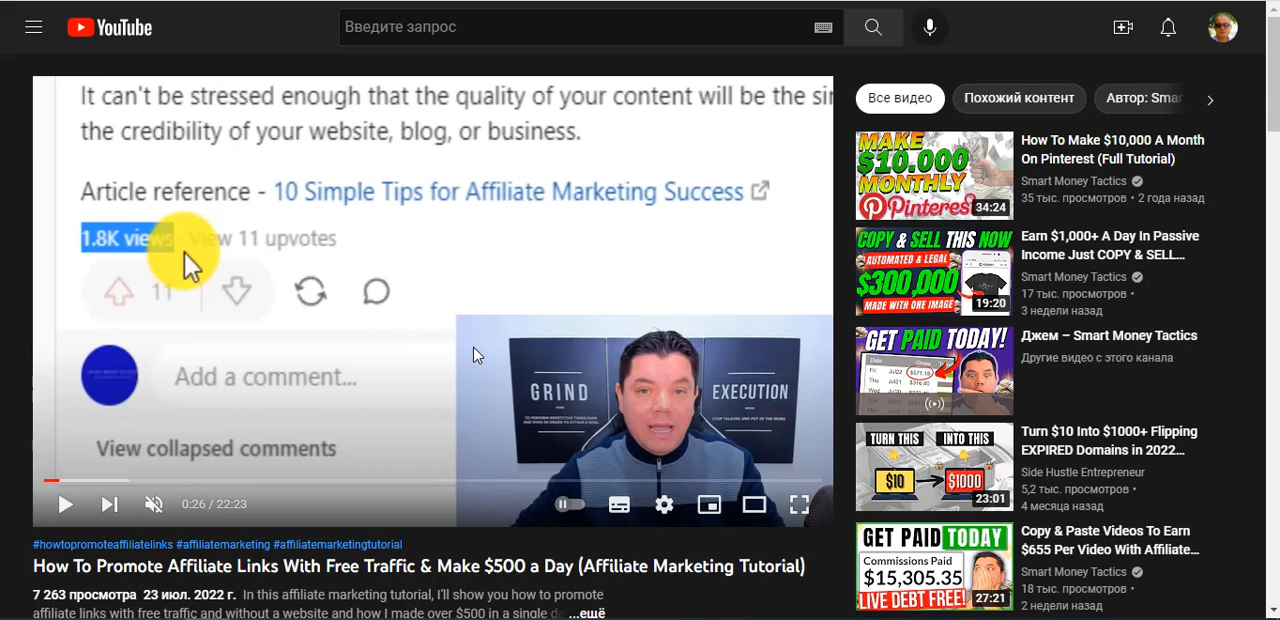 YouTube
Введите запрос
It can't be stressed enough that the quality of your content will be the
the credibility of your website, blog, or business.
Article reference - 10 Simple Tips for Affiliate Marketing Success
1.8K views View 11 upvotes
11
Add a comment...
View collapsed comments
GRIND
EXECUTION
0:26 / 22:23
#howtopromoteaffiliatelinks #affiliatemarketing #affiliatemarketingtutorial
How To Promote Affiliate Links With Free Traffic & Make $500 a Day (Affiliate Marketing Tutorial)
7 263 просмотра 23 июл. 2022 г. In this affiliate marketing tutorial, I'll show you how to promote
affiliate links with free traffic and without a website and how I made over $500 in a single ...ещё
Все видео Похожий контент Автор:
MAKE
$10.000
MONTHLY
Pinterest
34:24
How To Make $10,000 A Month
On Pinterest (Full Tutorial)
Smart Money Tactics
35 тыс. просмотров • 2 года назад
COPY & SELL THIS NOW
AUTOMATED & LEGAL
$300,000
MADE WITH ONE IMAGE
19:20
Earn $1,000+ A Day In Passive
Income Just COPY & SELL...
Smart Money Tactics
17 тыс. просмотров •
3 недели назад
GET PAID TODAY!
Джем – Smart Money Tactics
Другие видео с этого канала
TURN THIS INTO THIS
$10 $1000
23:01
Turn $10 Into $1000+ Flipping
EXPIRED Domains in 2022...
Side Hustle Entrepreneur
5,2 тыс. просмотров •
4 месяца назад
GET PAID TODAY
Commissions Paid
$15,305.35
LIVE DEBT FREE!
27:21
Copy & Paste Videos To Earn
$655 Per Video With Affiliate...
Smart Money Tactics
18 тыс. просмотров •
2 недели назад